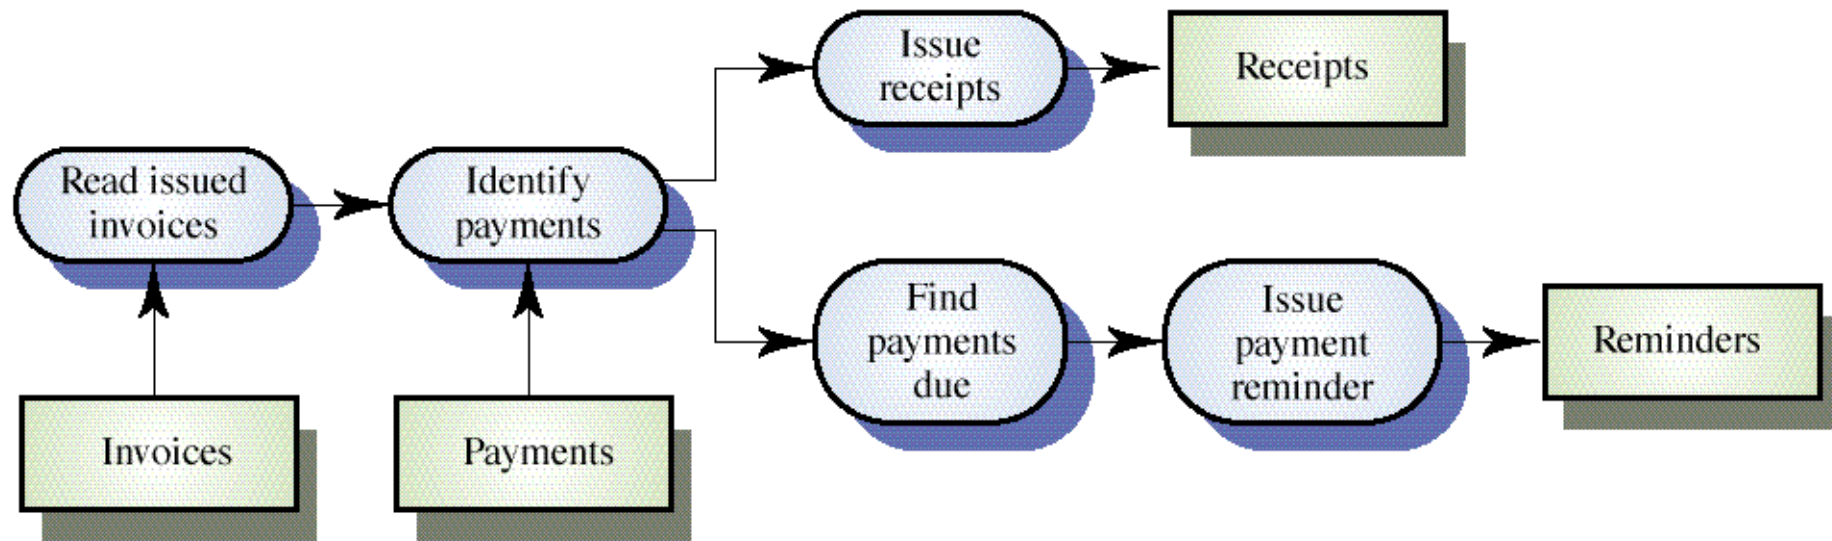 Issue
receipts
Receipts
Read issued
invoices
Identify
payments
Find
payments
due
Issue
payment
reminder
Reminders
Invoices
Payments